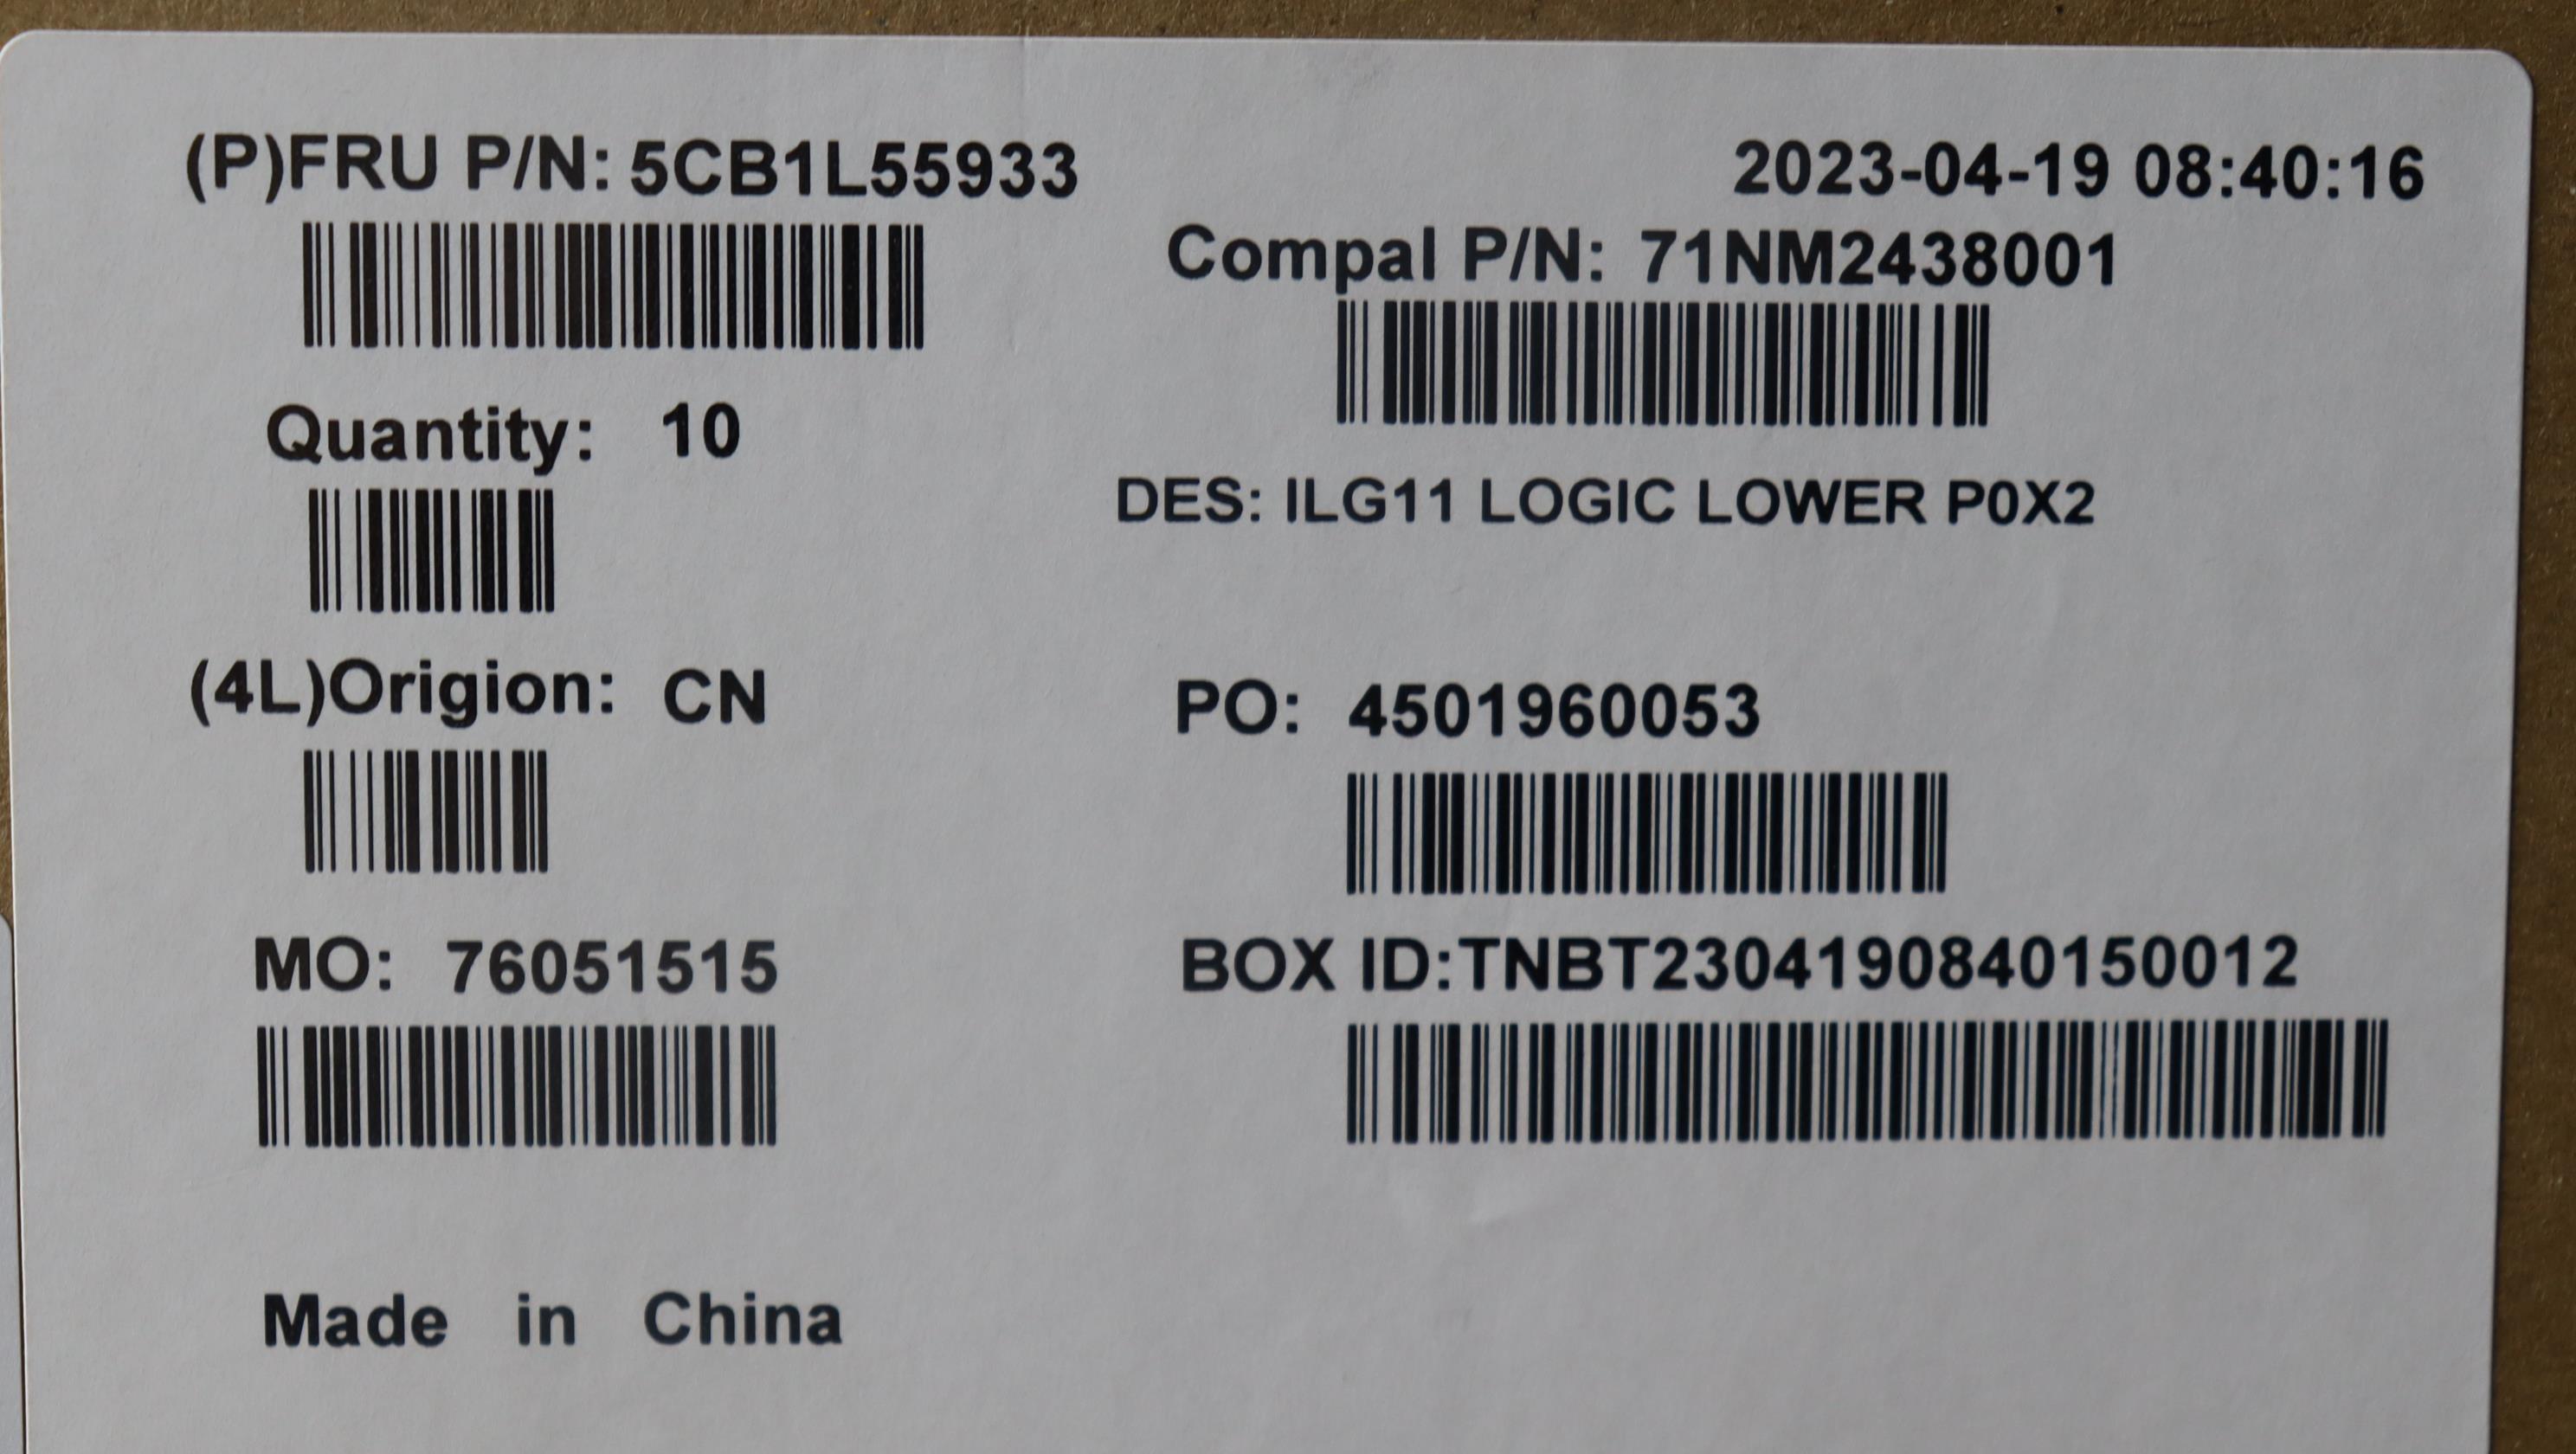 (P)FRU P/N: 5CB1L55933
2023-04-19 08:40:16
Compal P/N: 71NM2438001
Quantity: 10
DES: ILG11 LOGIC LOWER P0X2
(4L)Origion: CN
PO: 4501960053
MO: 76051515
BOX ID:TNBT2304190840150012
Made in China